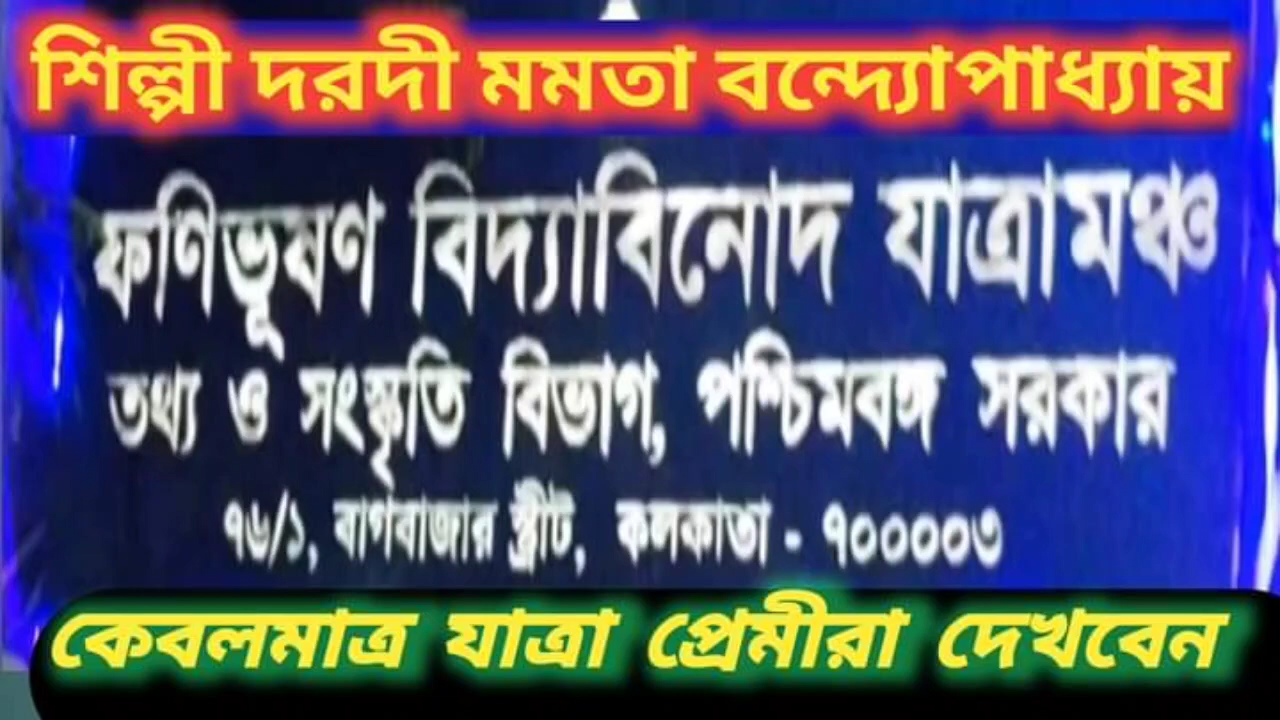 শিল্পী দরদী মমতা বন্দ্যোপাধ্যায়
ফণিভূষণ বিদ্যাবিনোদ যাত্রামঞ্চ
তথ্য ও সংস্কৃতি বিভাগ, পশ্চিমবঙ্গ সরকার
৭৬/১, বাগবাজার স্ট্রীট, কলকাতা - ৭০০০০৩
কেবলমাত্র যাত্রা প্রেমীরা দেখবেন